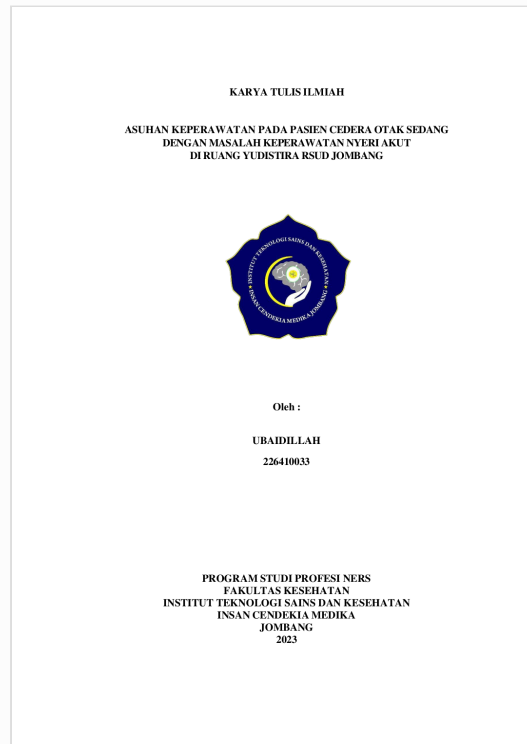 KARYA TULIS ILMIAH
ASUHAN KEPERAWATAN PADA PASIEN CEDERA OTAK SEDANG
DENGAN MASALAH KEPERAWATAN NYERI AKUT
DI RUANG YUDISTIRA RSUD JOMBANG
INSTITUT TEKNOLOGI SAINS DAN KESEHATAN
INSAN CENDEKIA MEDIKA JOMBANG
Oleh :
UBAIDILLAH
226410033
PROGRAM STUDI PROFESI NERS
FAKULTAS KESEHATAN
INSTITUT TEKNOLOGI SAINS DAN KESEHATAN
INSAN CENDEKIA MEDIKA
JOMBANG
2023